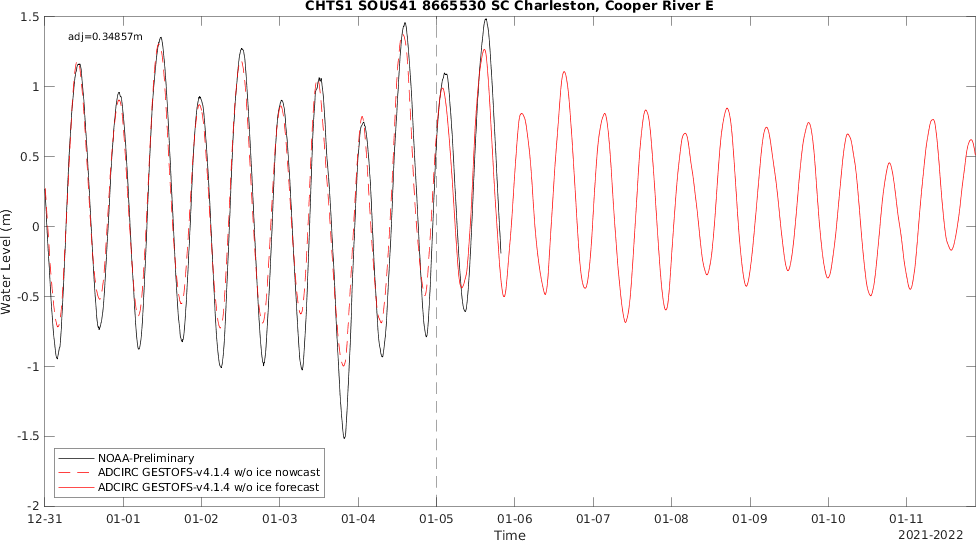 CHTS1 SOUS41 8665530 SC Charleston, Cooper River E
adj=0.34857m
1.5
1
0.5
0
-0.5
-1
-1.5
-2
Water Level (m)
NOAA-Preliminary
ADCIRC GESTOFS-v4.1.4 w/o ice nowcast
ADCIRC GESTOFS-v4.1.4 w/o ice forecast
12-31 01-01 01-02 01-03 01-04 01-05 01-06 01-07 01-08 01-09 01-10 01-11
Time
2021-2022